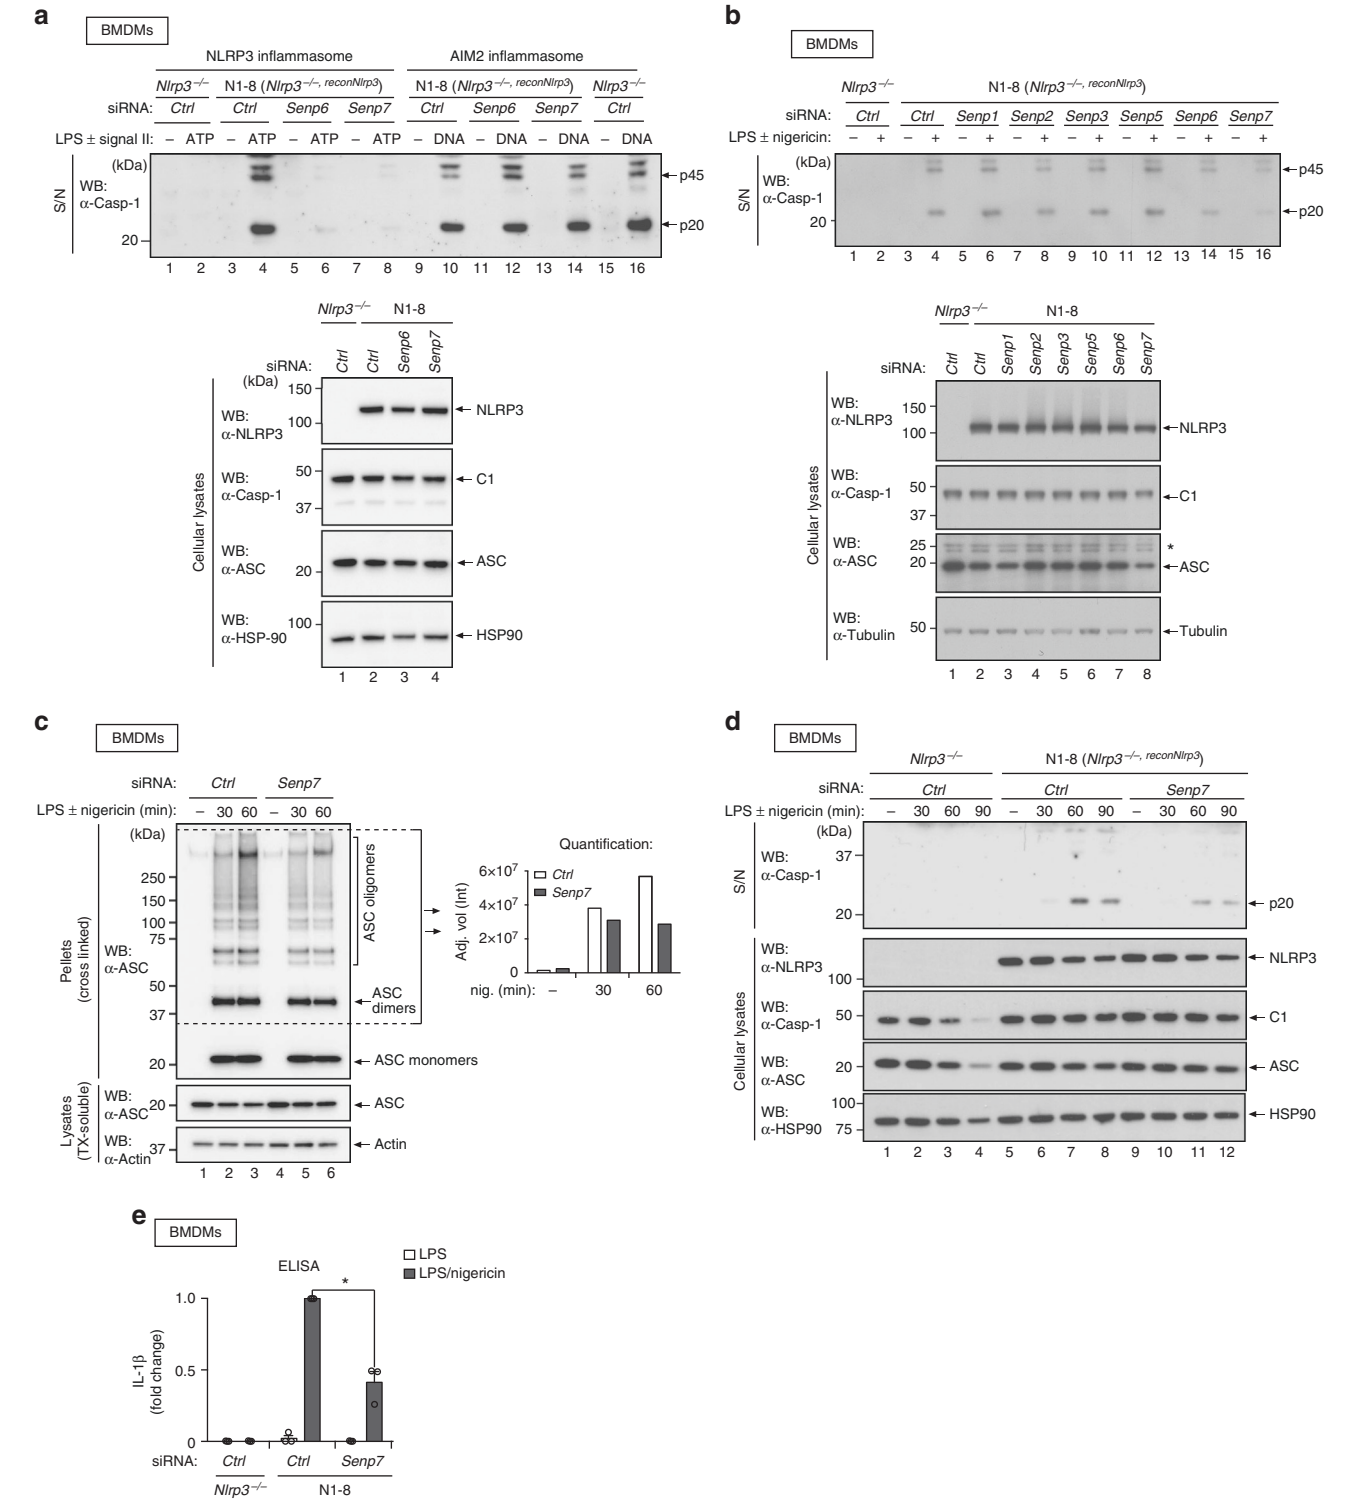 a
BMDMs
NLRP3 inflammasome
AIM2 inflammasome
Nlrp3−/−
N1-8 (Nlrp3−/−, reconNlrp3)
N1-8 (Nlrp3−/−, reconNlrp3)
Nlrp3−/−
siRNA: Ctrl Ctrl Senp6 Senp7 Ctrl Senp6 Senp7 Ctrl
LPS ± signal II: – ATP – ATP – ATP – ATP – DNA – DNA – DNA – DNA
S/N
(kDa)
WB:
α-Casp-1
20
p45
p20
1 2 3 4 5 6 7 8 9 10 11 12 13 14 15 16
Nlrp3−/− N1-8
siRNA: Ctrl Ctrl Senp6 Senp7
(kDa)
Cellular lysates
WB:
α-NLRP3
150
100
NLRP3
WB:
α-Casp-1
50
37
C1
WB:
α-ASC
20
ASC
WB:
α-HSP-90
100
HSP90
1 2 3 4
b
BMDMs
Nlrp3−/−
N1-8 (Nlrp3−/−, reconNlrp3)
siRNA: Ctrl Ctrl Senp1 Senp2 Senp3 Senp5 Senp6 Senp7
LPS ± nigericin: – + – + – + – + – + – + – + – +
S/N
(kDa)
WB:
α-Casp-1
20
p45
p20
1 2 3 4 5 6 7 8 9 10 11 12 13 14 15 16
Nlrp3−/− N1-8
siRNA: Ctrl Ctrl Senp1 Senp2 Senp3 Senp5 Senp6 Senp7
Cellular lysates
WB:
α-NLRP3
150
100
NLRP3
WB:
α-Casp-1
50
37
C1
WB:
α-ASC
25
20
*
ASC
WB:
α-Tubulin
50
Tubulin
1 2 3 4 5 6 7 8
c
BMDMs
siRNA: Ctrl Senp7
LPS ± nigericin (min): – 30 60 – 30 60
(kDa)
Pellets
(cross linked)
WB:
α-ASC
250
150
100
75
50
37
20
ASC oligomers
ASC
dimers
ASC monomers
Lysates
(TX-soluble)
WB:
α-ASC
20
ASC
WB:
α-Actin
37
Actin
1 2 3 4 5 6
Quantification:
Adj. vol (Int)
6×10⁷
4×10⁷
2×10⁷
0
Ctrl
Senp7
nig. (min): – 30 60
d
BMDMs
Nlrp3−/−
N1-8 (Nlrp3−/−, reconNlrp3)
siRNA: Ctrl Ctrl Senp7
LPS ± nigericin (min): – 30 60 90 – 30 60 90 – 30 60 90
S/N
(kDa)
WB:
α-Casp-1
37
20
p20
Cellular lysates
WB:
α-NLRP3
100
NLRP3
WB:
α-Casp-1
50
C1
WB:
α-ASC
20
ASC
WB:
α-HSP90
100
75
HSP90
1 2 3 4 5 6 7 8 9 10 11 12
e
BMDMs
ELISA
LPS
LPS/nigericin
*
IL-1β
(fold change)
1.0
0.5
0
siRNA: Ctrl Ctrl Senp7
Nlrp3−/− N1-8